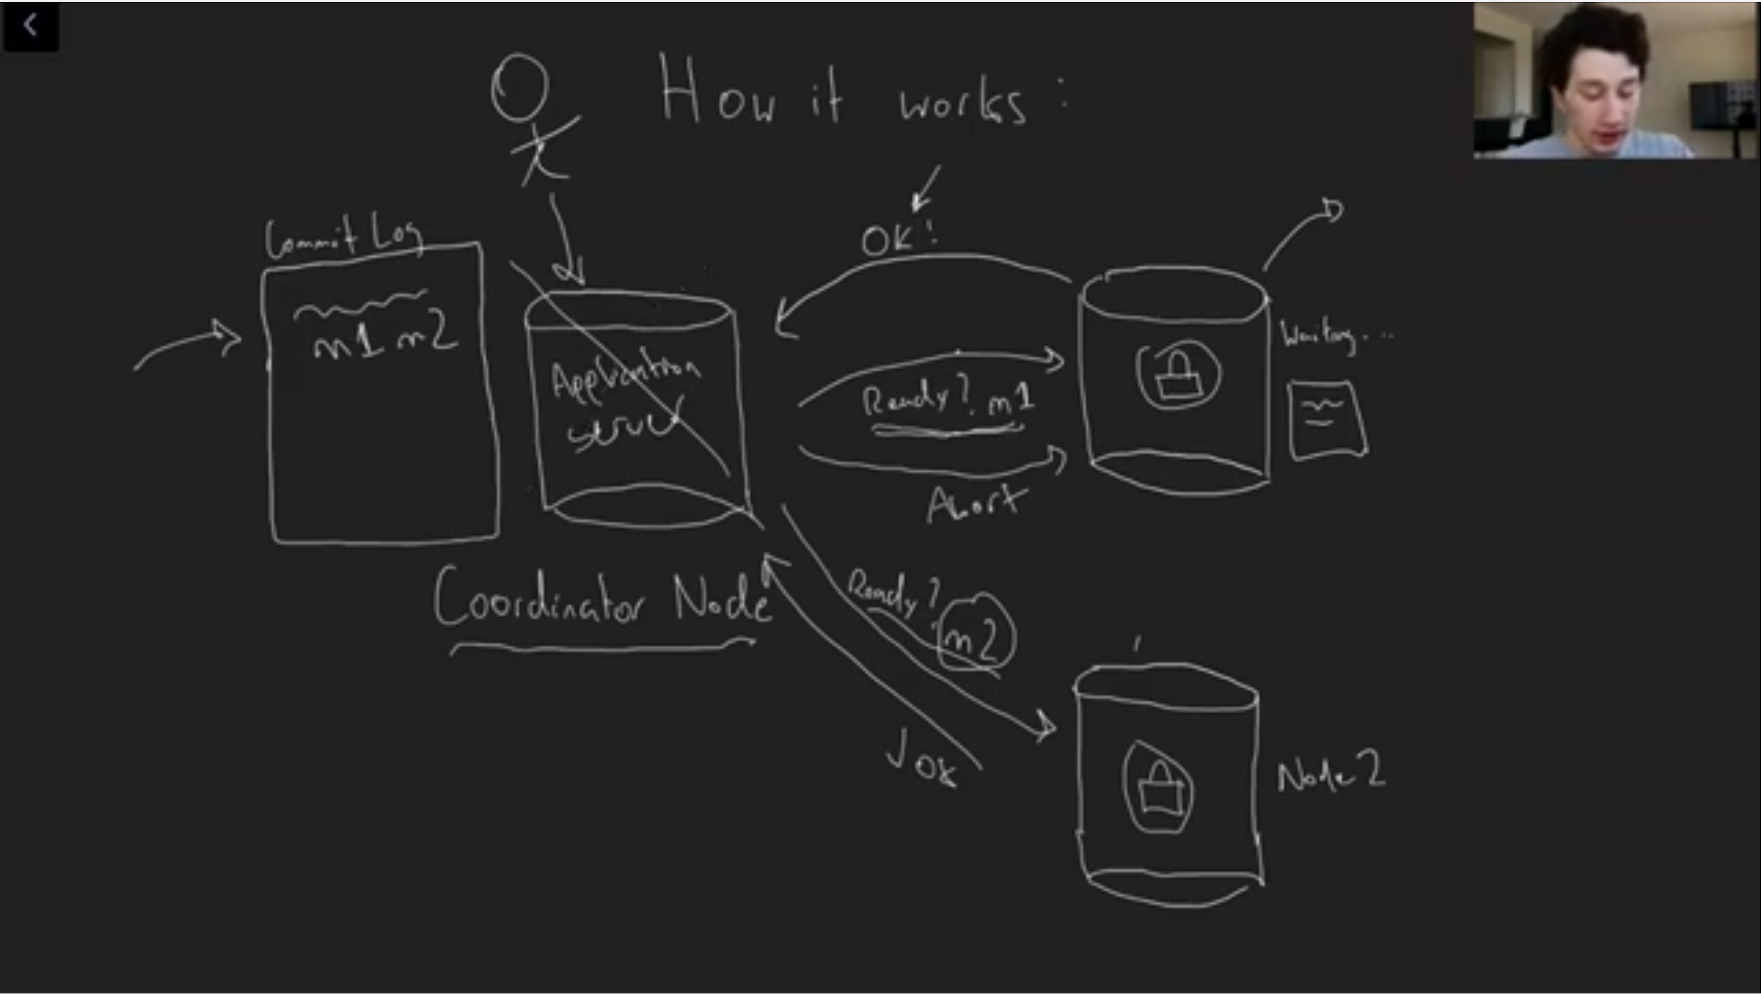 How it works:
Commit Log
m1 m2
Application
server
Coordinator Node
OK!
Ready? m1
Abort
Waiting...
Ready?
m2
OK
Node 2